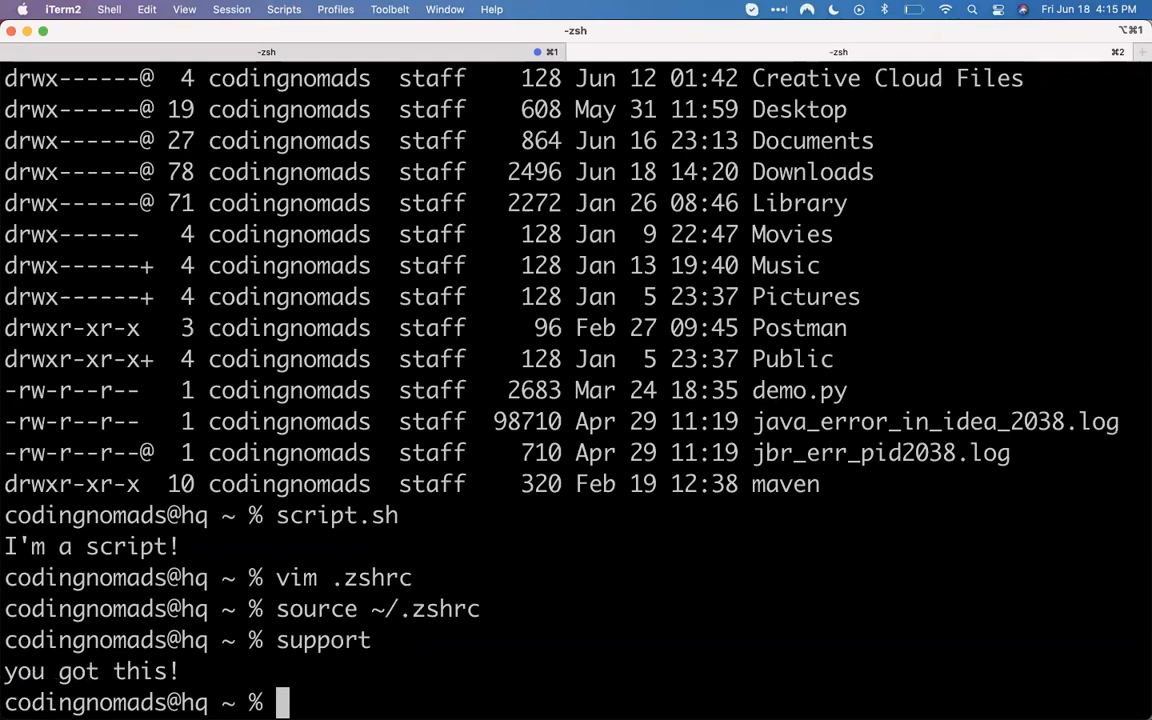 iTerm2 Shell Edit View Session Scripts Profiles Toolbelt Window Help Fri Jun 18 4:15 PM
-zsh ⌥⌘1
-zsh ⌘1 -zsh ⌘2
drwx------@ 4 codingnomads staff 128 Jun 12 01:42 Creative Cloud Files
drwx------@ 19 codingnomads staff 608 May 31 11:59 Desktop
drwx------@ 27 codingnomads staff 864 Jun 16 23:13 Documents
drwx------@ 78 codingnomads staff 2496 Jun 18 14:20 Downloads
drwx------@ 71 codingnomads staff 2272 Jan 26 08:46 Library
drwx------ 4 codingnomads staff 128 Jan 9 22:47 Movies
drwx------+ 4 codingnomads staff 128 Jan 13 19:40 Music
drwx------+ 4 codingnomads staff 128 Jan 5 23:37 Pictures
drwxr-xr-x 3 codingnomads staff 96 Feb 27 09:45 Postman
drwxr-xr-x+ 4 codingnomads staff 128 Jan 5 23:37 Public
-rw-r--r-- 1 codingnomads staff 2683 Mar 24 18:35 demo.py
-rw-r--r-- 1 codingnomads staff 98710 Apr 29 11:19 java_error_in_idea_2038.log
-rw-r--r--@ 1 codingnomads staff 710 Apr 29 11:19 jbr_err_pid2038.log
drwxr-xr-x 10 codingnomads staff 320 Feb 19 12:38 maven
codingnomads@hq ~ % script.sh
I'm a script!
codingnomads@hq ~ % vim .zshrc
codingnomads@hq ~ % source ~/.zshrc
codingnomads@hq ~ % support
you got this!
codingnomads@hq ~ %